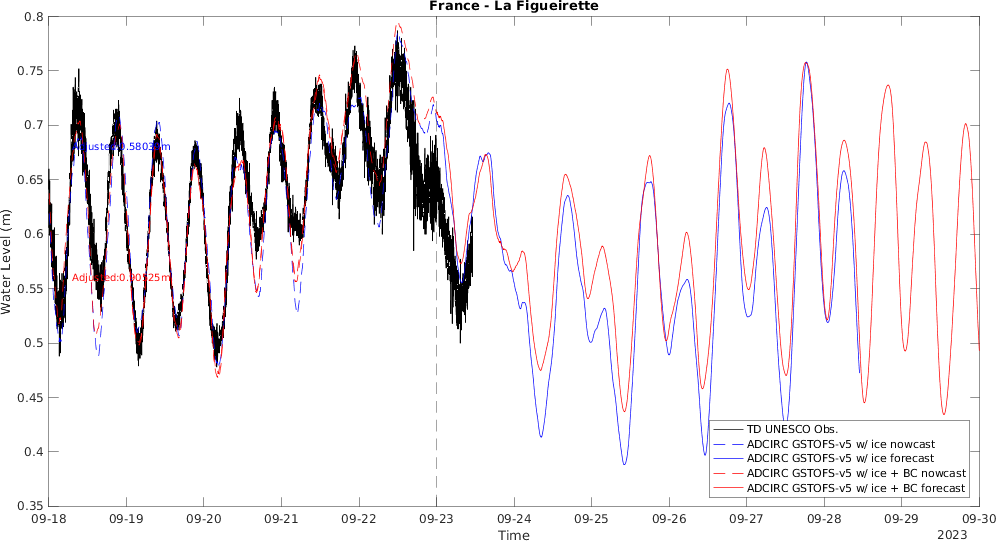 France - La Figueirette
0.8
0.75
0.7
0.65
0.6
0.55
0.5
0.45
0.4
0.35
Water Level (m)
Adjusted:0.90525m
TD UNESCO Obs.
ADCIRC GSTOFS-v5 w/ ice nowcast
ADCIRC GSTOFS-v5 w/ ice forecast
ADCIRC GSTOFS-v5 w/ ice + BC nowcast
ADCIRC GSTOFS-v5 w/ ice + BC forecast
09-18 09-19 09-20 09-21 09-22 09-23 09-24 09-25 09-26 09-27 09-28 09-29 09-30
Time
2023